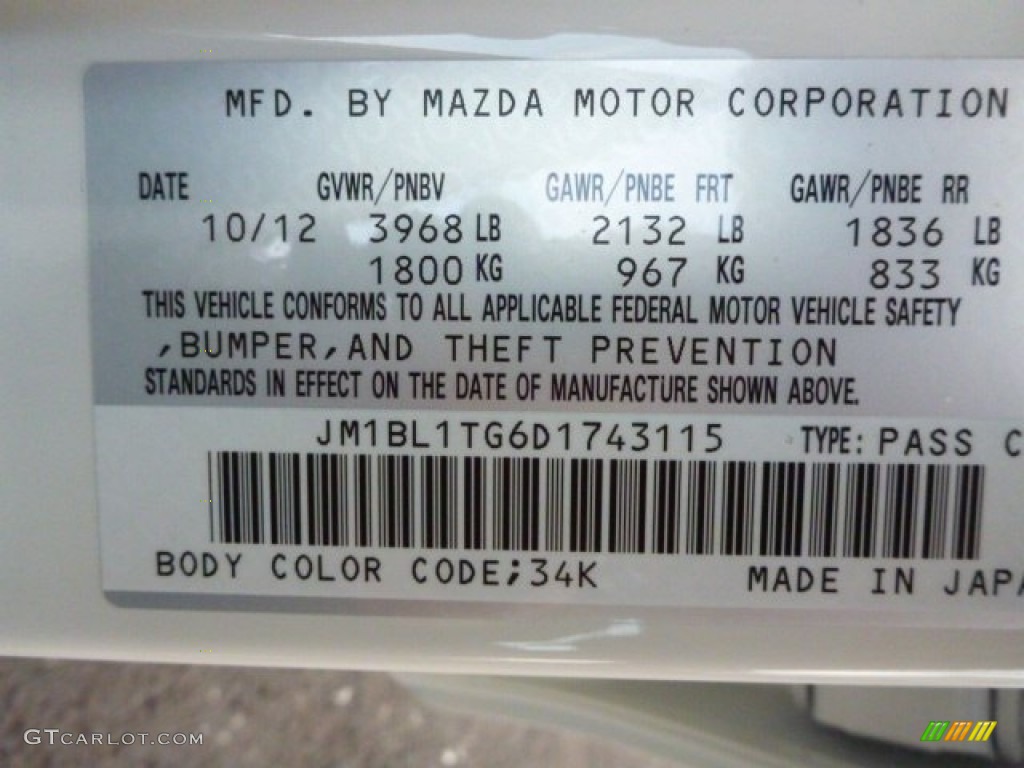 MFD. BY MAZDA MOTOR CORPORATION
DATE GVWR/PNBV GAWR/PNBE FRT GAWR/PNBE RR
10/12 3968 LB 2132 LB 1836 LB
1800 KG 967 KG 833 KG
THIS VEHICLE CONFORMS TO ALL APPLICABLE FEDERAL MOTOR VEHICLE SAFETY
,BUMPER,AND THEFT PREVENTION
STANDARDS IN EFFECT ON THE DATE OF MANUFACTURE SHOWN ABOVE.
JM1BL1TG6D1743115 TYPE: PASS C
BODY COLOR CODE;34K MADE IN JAPA
GTCARLOT.COM